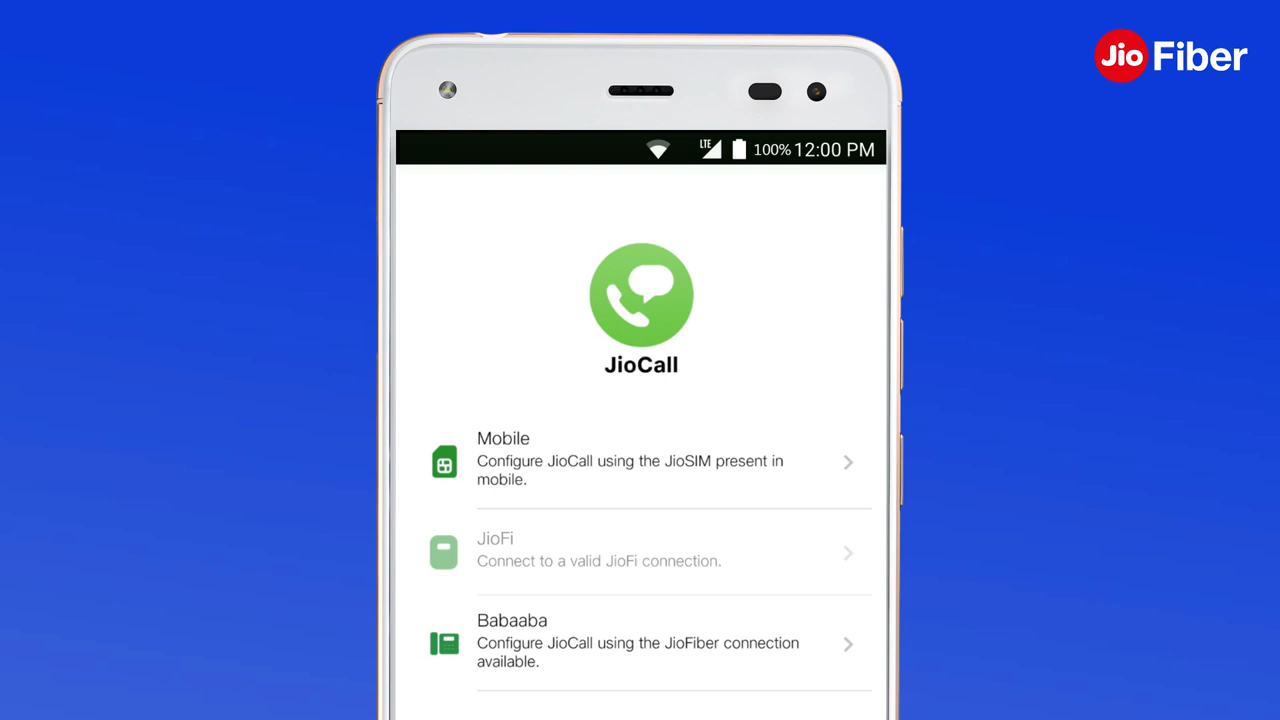 Jio Fiber
LTE 100% 12:00 PM
JioCall
Mobile
Configure JioCall using the JioSIM present in
mobile.
JioFi
Connect to a valid JioFi connection.
Babaaba
Configure JioCall using the JioFiber connection
available.